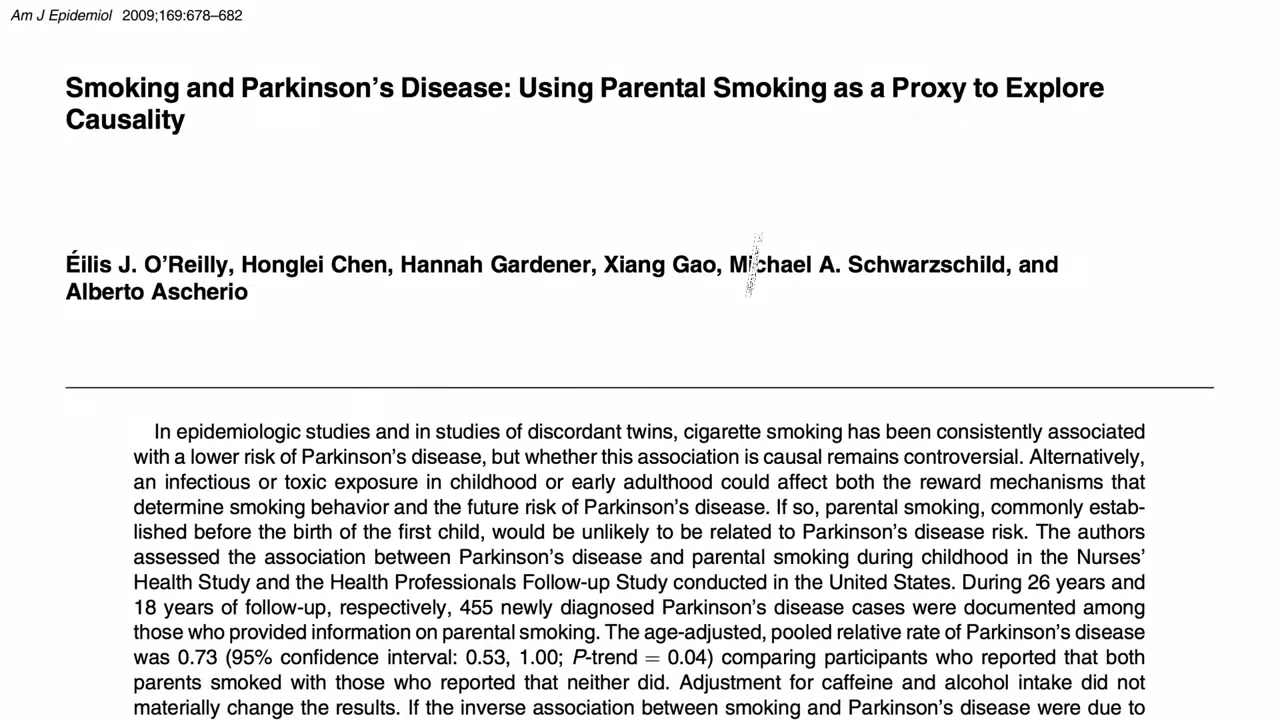 Am J Epidemiol 2009;169:678–682
Smoking and Parkinson’s Disease: Using Parental Smoking as a Proxy to Explore
Causality
Éilis J. O’Reilly, Honglei Chen, Hannah Gardener, Xiang Gao, Michael A. Schwarzschild, and
Alberto Ascherio
In epidemiologic studies and in studies of discordant twins, cigarette smoking has been consistently associated
with a lower risk of Parkinson’s disease, but whether this association is causal remains controversial. Alternatively,
an infectious or toxic exposure in childhood or early adulthood could affect both the reward mechanisms that
determine smoking behavior and the future risk of Parkinson’s disease. If so, parental smoking, commonly estab-
lished before the birth of the first child, would be unlikely to be related to Parkinson’s disease risk. The authors
assessed the association between Parkinson’s disease and parental smoking during childhood in the Nurses’
Health Study and the Health Professionals Follow-up Study conducted in the United States. During 26 years and
18 years of follow-up, respectively, 455 newly diagnosed Parkinson’s disease cases were documented among
those who provided information on parental smoking. The age-adjusted, pooled relative rate of Parkinson’s disease
was 0.73 (95% confidence interval: 0.53, 1.00; P-trend = 0.04) comparing participants who reported that both
parents smoked with those who reported that neither did. Adjustment for caffeine and alcohol intake did not
materially change the results. If the inverse association between smoking and Parkinson’s disease were due to